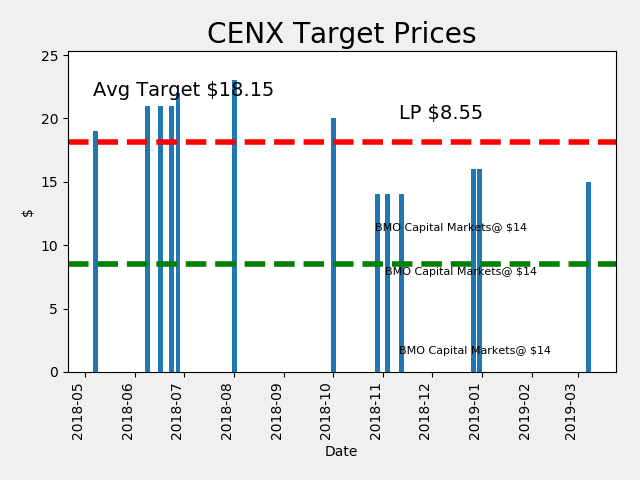 CENX Target Prices
25
Avg Target $18.15
LP $8.55
20
15
BMO Capital Markets@ $14
10
BMO Capital Markets@ $14
5
BMO Capital Markets@ $14
0
$
2018-05
2018-06
2018-07
2018-08
2018-09
2018-10
2018-11
2018-12
2019-01
2019-02
2019-03
Date